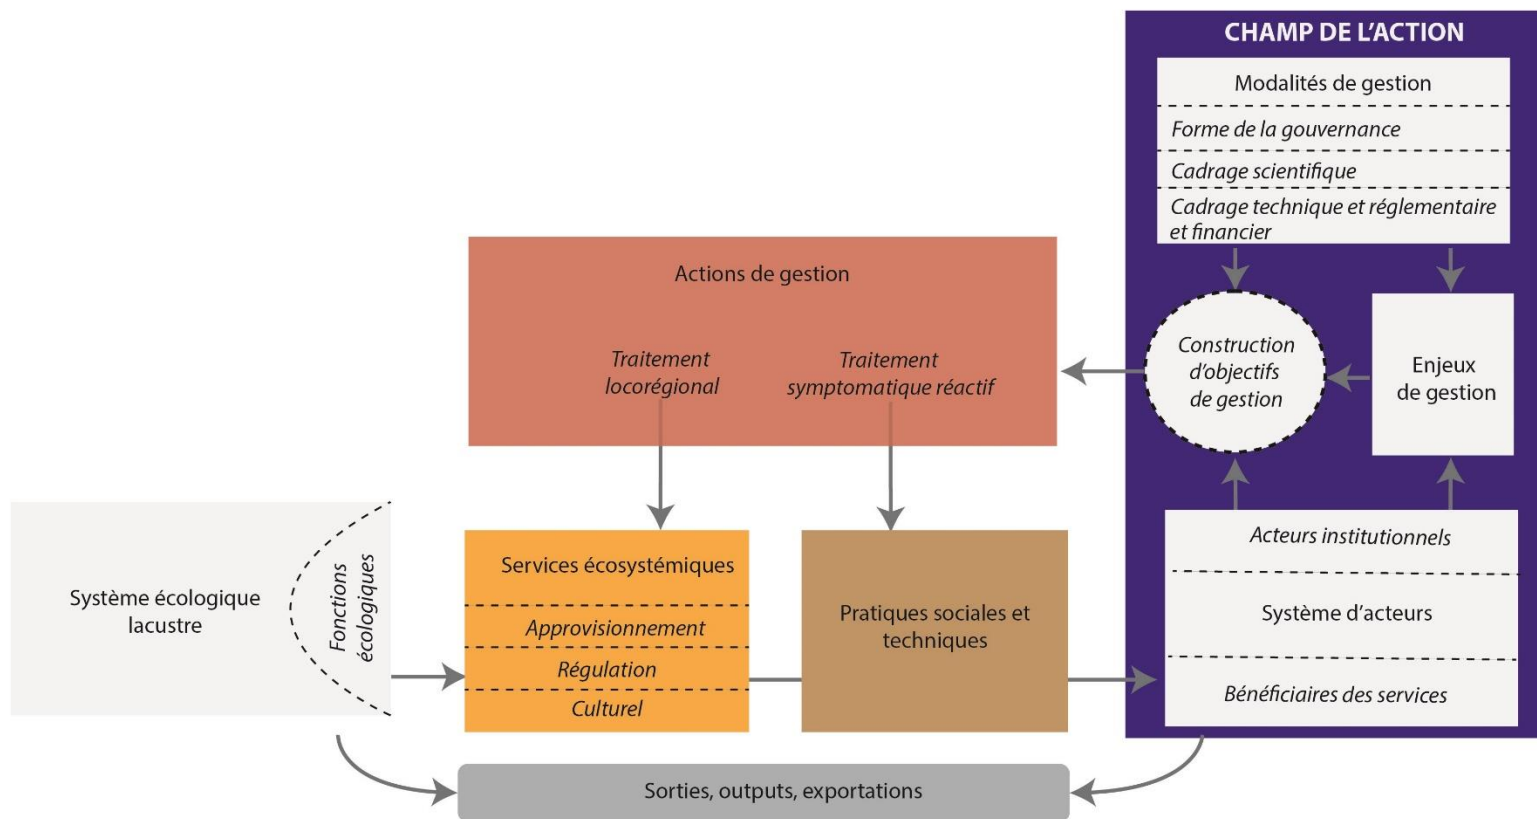 CHAMP DE L'ACTION
Modalités de gestion
Forme de la gouvernance
Cadrage scientifique
Cadrage technique et réglementaire
et financier
Actions de gestion
Traitement
locorégional
Traitement
symptomatique réactif
Construction
d'objectifs
de gestion
Enjeux
de gestion
Système écologique
lacustre
Fonctions
écologiques
Services écosystémiques
Approvisionnement
Régulation
Culturel
Pratiques sociales et
techniques
Acteurs institutionnels
Système d'acteurs
Bénéficiaires des services
Sorties, outputs, exportations